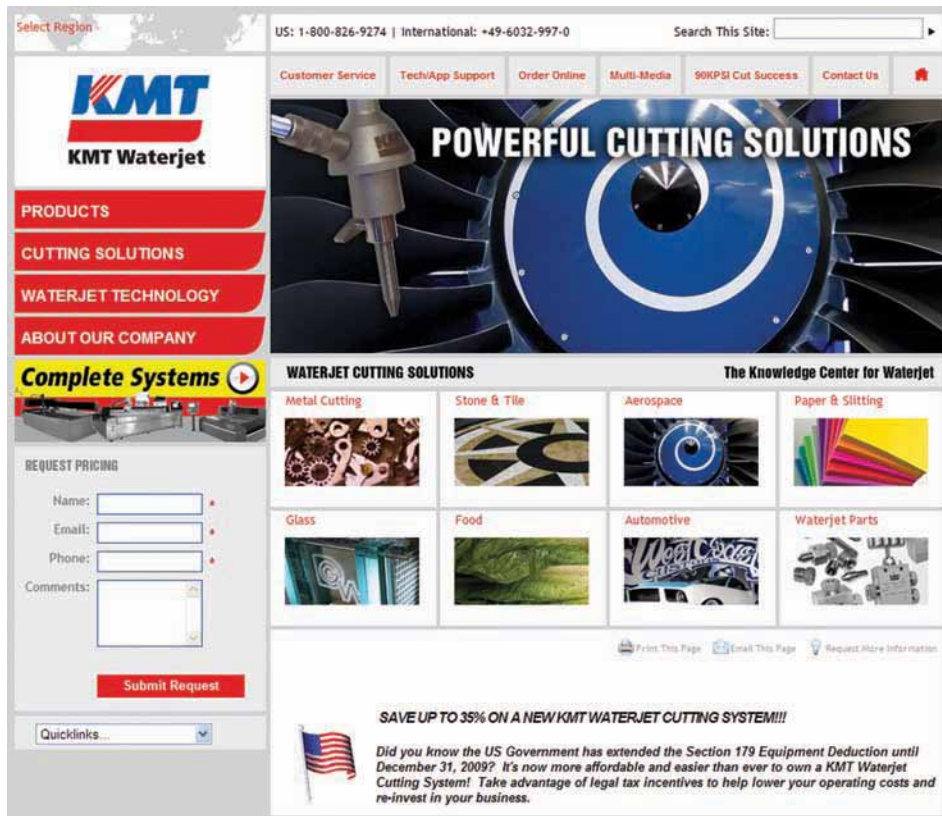 Select Region
US: 1-800-826-9274 | International: +49-6032-997-0
Search This Site:
KMT
KMT Waterjet
Customer Service
Tech/App Support
Order Online
Multi-Media
90KPSI Cut Success
Contact Us
POWERFUL CUTTING SOLUTIONS
PRODUCTS
CUTTING SOLUTIONS
WATERJET TECHNOLOGY
ABOUT OUR COMPANY
Complete Systems
REQUEST PRICING
Name: *
Email: *
Phone: *
Comments:
Submit Request
Quicklinks...
WATERJET CUTTING SOLUTIONS
The Knowledge Center for Waterjet
Metal Cutting
Stone & Tile
Aerospace
Paper & Slitting
Glass
Food
Automotive
Waterjet Parts
GW
West Coast
CUSTOMS
Print This Page
Email This Page
Request More Information
SAVE UP TO 35% ON A NEW KMT WATERJET CUTTING SYSTEM!!!
Did you know the US Government has extended the Section 179 Equipment Deduction until
December 31, 2009? It's now more affordable and easier than ever to own a KMT Waterjet
Cutting System! Take advantage of legal tax incentives to help lower your operating costs and
re-invest in your business.